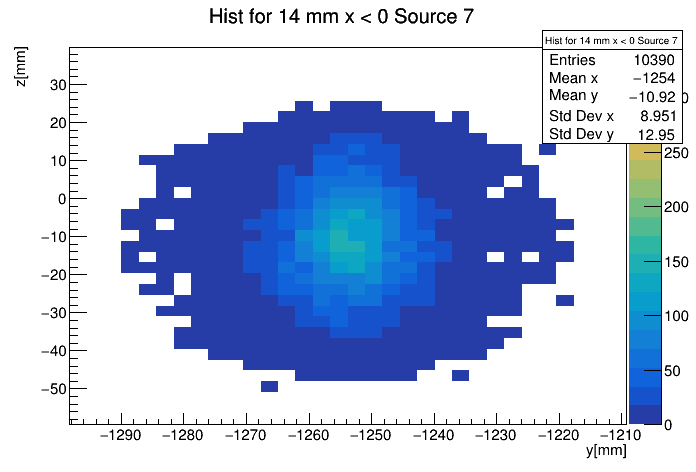 Hist for 14 mm x < 0 Source 7
z[mm]
Hist for 14 mm x < 0 Source 7
Entries 10390
Mean x −1254
Mean y −10.92
Std Dev x 8.951
Std Dev y 12.95
30
20
10
0
−10
−20
−30
−40
−50
0
250
200
150
100
50
0
−1290 −1280 −1270 −1260 −1250 −1240 −1230 −1220 −1210
y[mm]